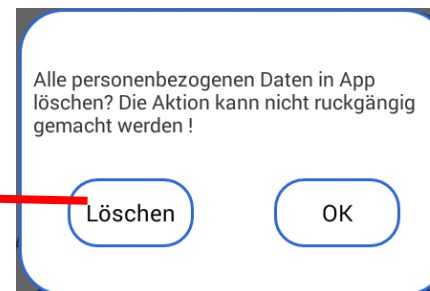 Alle personenbezogenen Daten in App
löschen? Die Aktion kann nicht ruckgängig
gemacht werden !
Löschen OK